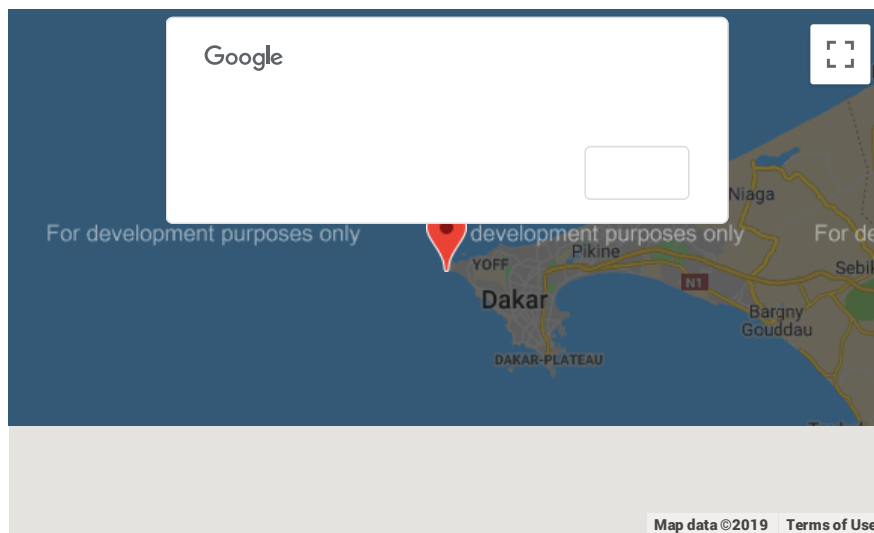 Google
Niaga
For development purposes only
development purposes only
For de
Pikine
YOFF
Sebik
N1
Dakar
Bargny
Gouddau
DAKAR-PLATEAU
Map data ©2019
Terms of Use